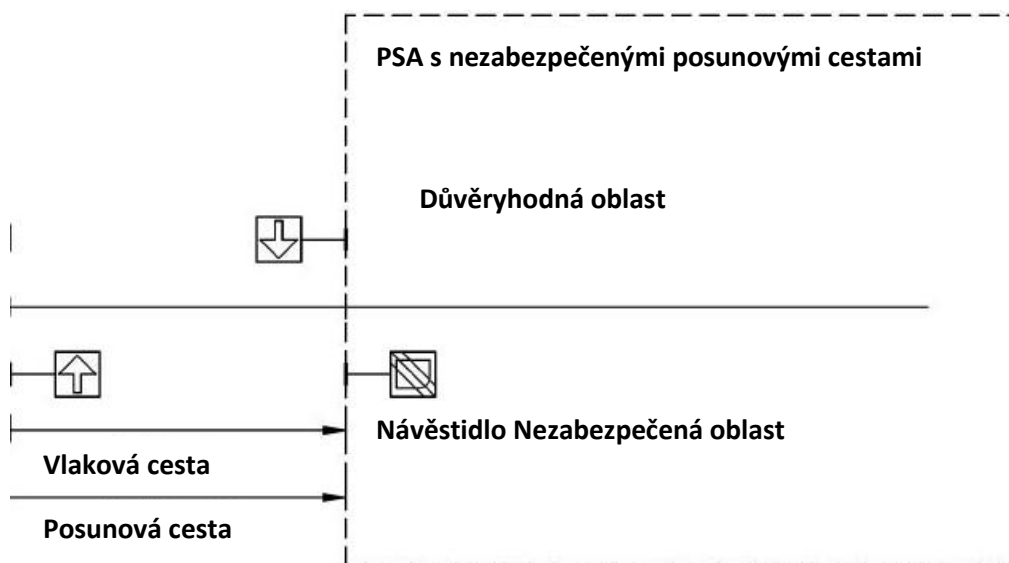 PSA s nezabezpečenými posunovými cestami
Důvěryhodná oblast
Návěstidlo Nezabezpečená oblast
Vlaková cesta
Posunová cesta